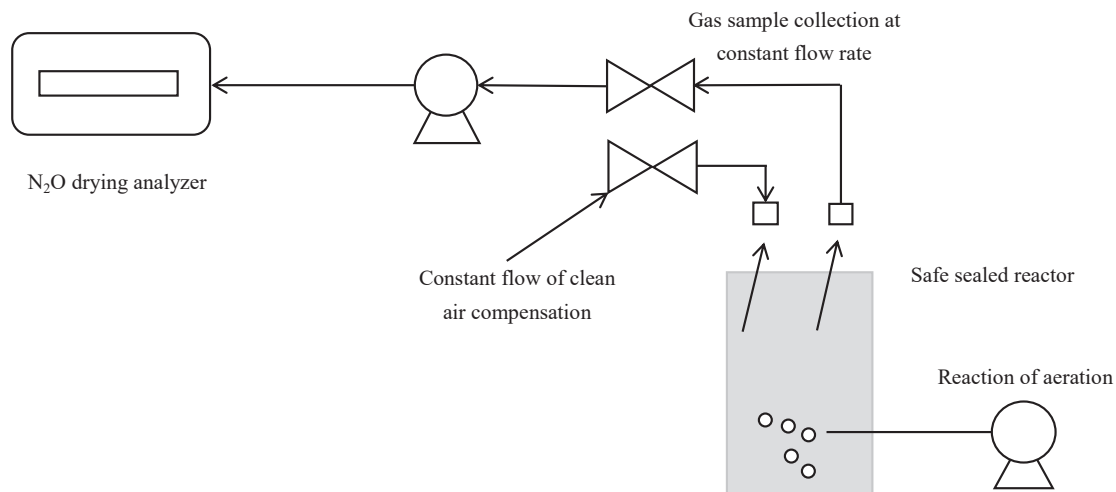 Gas sample collection at
constant flow rate
N₂O drying analyzer
Constant flow of clean
air compensation
Safe sealed reactor
Reaction of aeration